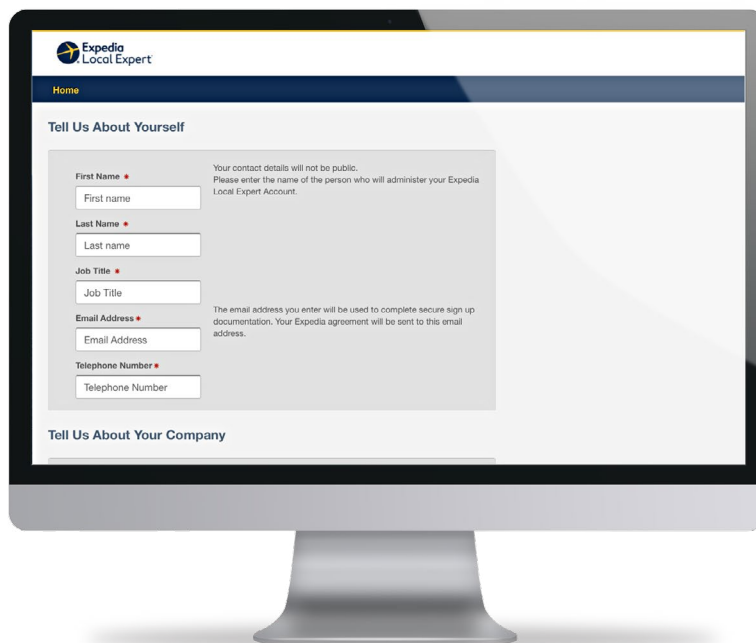 Expedia
Local Expert
Home
Tell Us About Yourself
First Name *
First name
Your contact details will not be public.
Please enter the name of the person who will administer your Expedia
Local Expert Account.
Last Name *
Last name
Job Title *
Job Title
Email Address *
Email Address
The email address you enter will be used to complete secure sign up
documentation. Your Expedia agreement will be sent to this email
address.
Telephone Number *
Telephone Number
Tell Us About Your Company